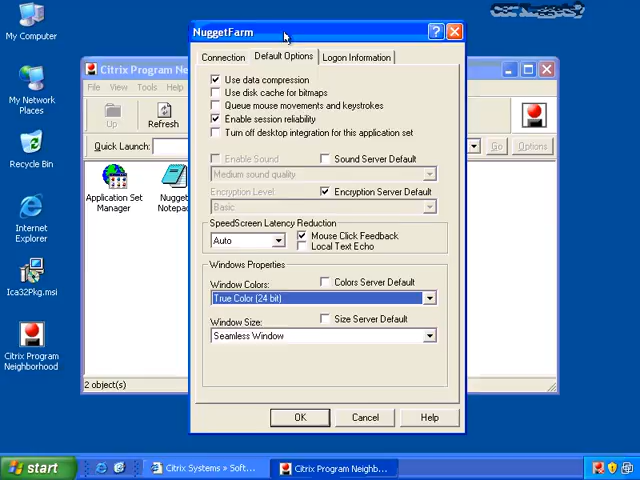 My Computer
CBT Nuggets
NuggetFarm
My Network
Places
Recycle Bin
Internet
Explorer
Ica32Pkg.msi
Citrix Program
Neighborhood
Citrix Program Ne
File View Tools
Up
Refresh
Quick Launch:
Go
Options
Application Set
Manager
Nugget
Notepa
2 object(s)
Connection Default Options Logon Information
Use data compression
Use disk cache for bitmaps
Queue mouse movements and keystrokes
Enable session reliability
Turn off desktop integration for this application set
Enable Sound Sound Server Default
Medium sound quality
Encryption Level: Encryption Server Default
Basic
SpeedScreen Latency Reduction
Auto
Mouse Click Feedback
Local Text Echo
Windows Properties
Window Colors: Colors Server Default
True Color (24 bit)
Window Size: Size Server Default
Seamless Window
OK Cancel Help
start
Citrix Systems » Soft...
Citrix Program Neighb...